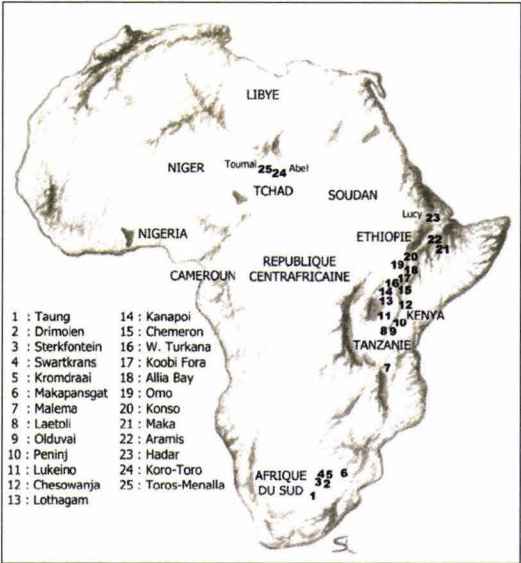 LIBYE
NIGER
Toumaï 25 24 Abel
TCHAD
SOUDAN
Lucy 23
NIGERIA
ETHIOPIE
22
21
CAMEROUN
REPUBLIQUE
CENTRAFRICAINE
20
19
18
17
16
15
14
13
12
KENYA
11
10
8 9
TANZANIE
7
1 : Taung
2 : Drimolen
3 : Sterkfontein
4 : Swartkrans
5 : Kromdraai
6 : Makapansgat
7 : Malema
8 : Laetoli
9 : Olduvai
10 : Peninj
11 : Lukeino
12 : Chesowanja
13 : Lothagam
14 : Kanapoi
15 : Chemeron
16 : W. Turkana
17 : Koobi Fora
18 : Allia Bay
19 : Omo
20 : Konso
21 : Maka
22 : Aramis
23 : Hadar
24 : Koro-Toro
25 : Toros-Menalla
AFRIQUE
DU SUD
45 6
3 2
1